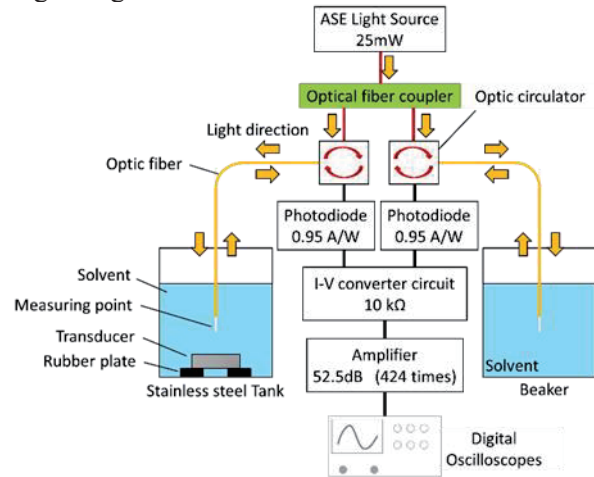 ASE Light Source
25mW
Optical fiber coupler
Optic circulator
Light direction
Optic fiber
Photodiode
0.95 A/W
Photodiode
0.95 A/W
Solvent
I-V converter circuit
10 kΩ
Measuring point
Transducer
Amplifier
52.5dB (424 times)
Rubber plate
Solvent
Stainless steel Tank
Beaker
Digital
Oscilloscopes